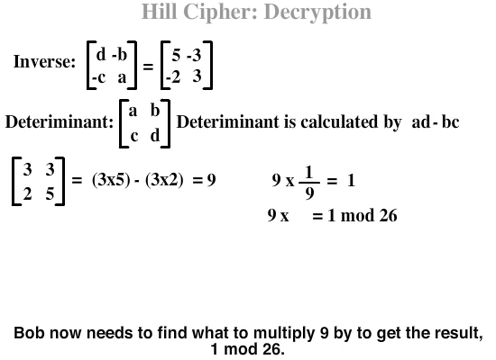 Hill Cipher: Decryption
Inverse: [d -b] = [5 -3]
[-c a] [-2 3]
Deteriminant: [a b] Deteriminant is calculated by ad - bc
[c d]
[3 3] = (3x5) - (3x2) = 9
[2 5]
9 x 1/9 = 1
9 x = 1 mod 26
Bob now needs to find what to multiply 9 by to get the result,
1 mod 26.